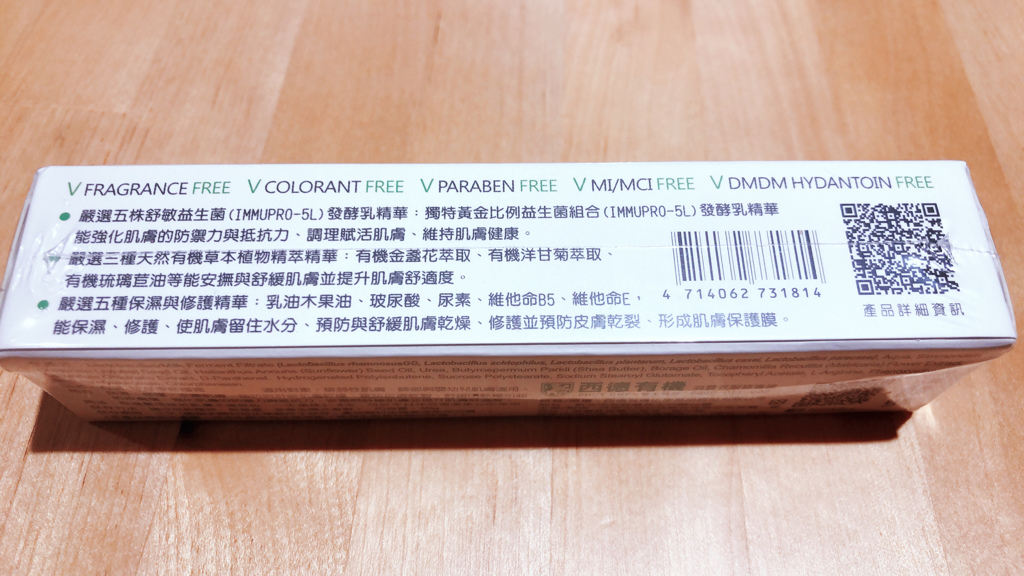 V FRAGRANCE FREE V COLORANT FREE V PARABEN FREE V MI/MCI FREE V DMDM HYDANTOIN FREE
● 嚴選五株舒敏益生菌(IMMUPRO-5L)發酵乳精華：獨特黃金比例益生菌組合(IMMUPRO-5L)發酵乳精華
能強化肌膚的防禦力與抵抗力、調理賦活肌膚、維持肌膚健康。
嚴選三種天然有機草本植物精萃精華：有機金盞花萃取、有機洋甘菊萃取、
有機琉璃苣油等能安撫與舒緩肌膚並提升肌膚舒適度。
● 嚴選五種保濕與修護精華：乳油木果油、玻尿酸、尿素、維他命B5、維他命E，
能保濕、修護、使肌膚留住水分、預防與舒緩肌膚乾燥、修護並預防皮膚乾裂、形成肌膚保護膜。
4 714062 731814
產品詳細資訊
Seed Oil, Urea, Butyrospermum Parkii (Shea Butter), Borage Oil,
西德有機